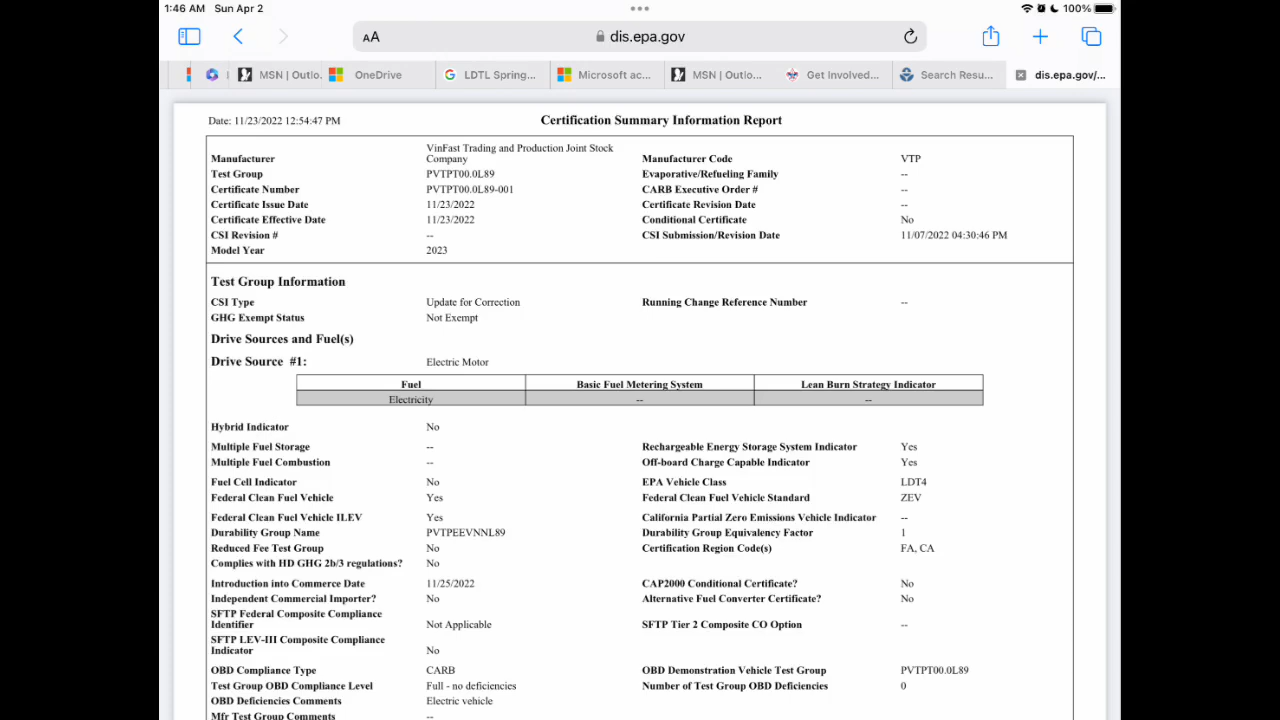 1:46 AM Sun Apr 2 100%
AA dis.epa.gov
MSN | Outlo. OneDrive LDTL Spring... Microsoft ac... MSN | Outlo... Get Involved... Search Resu... dis.epa.gov/...
Date: 11/23/2022 12:54:47 PM Certification Summary Information Report
VinFast Trading and Production Joint Stock
Manufacturer Company Manufacturer Code VTP
Test Group PVTPT00.0L89 Evaporative/Refueling Family --
Certificate Number PVTPT00.0L89-001 CARB Executive Order # --
Certificate Issue Date 11/23/2022 Certificate Revision Date --
Certificate Effective Date 11/23/2022 Conditional Certificate No
CSI Revision # -- CSI Submission/Revision Date 11/07/2022 04:30:46 PM
Model Year 2023
Test Group Information
CSI Type Update for Correction Running Change Reference Number --
GHG Exempt Status Not Exempt
Drive Sources and Fuel(s)
Drive Source #1: Electric Motor
Fuel Basic Fuel Metering System Lean Burn Strategy Indicator
Electricity -- --
Hybrid Indicator No
Multiple Fuel Storage -- Rechargeable Energy Storage System Indicator Yes
Multiple Fuel Combustion -- Off-board Charge Capable Indicator Yes
Fuel Cell Indicator No EPA Vehicle Class LDT4
Federal Clean Fuel Vehicle Yes Federal Clean Fuel Vehicle Standard ZEV
Federal Clean Fuel Vehicle ILEV Yes California Partial Zero Emissions Vehicle Indicator --
Durability Group Name PVTPEEVNNL89 Durability Group Equivalency Factor 1
Reduced Fee Test Group No Certification Region Code(s) FA, CA
Complies with HD GHG 2b/3 regulations? No
Introduction into Commerce Date 11/25/2022 CAP2000 Conditional Certificate? No
Independent Commercial Importer? No Alternative Fuel Converter Certificate? No
SFTP Federal Composite Compliance
Identifier Not Applicable SFTP Tier 2 Composite CO Option --
SFTP LEV-III Composite Compliance
Indicator No
OBD Compliance Type CARB OBD Demonstration Vehicle Test Group PVTPT00.0L89
Test Group OBD Compliance Level Full - no deficiencies Number of Test Group OBD Deficiencies 0
OBD Deficiencies Comments Electric vehicle
Mfr Test Group Comments --